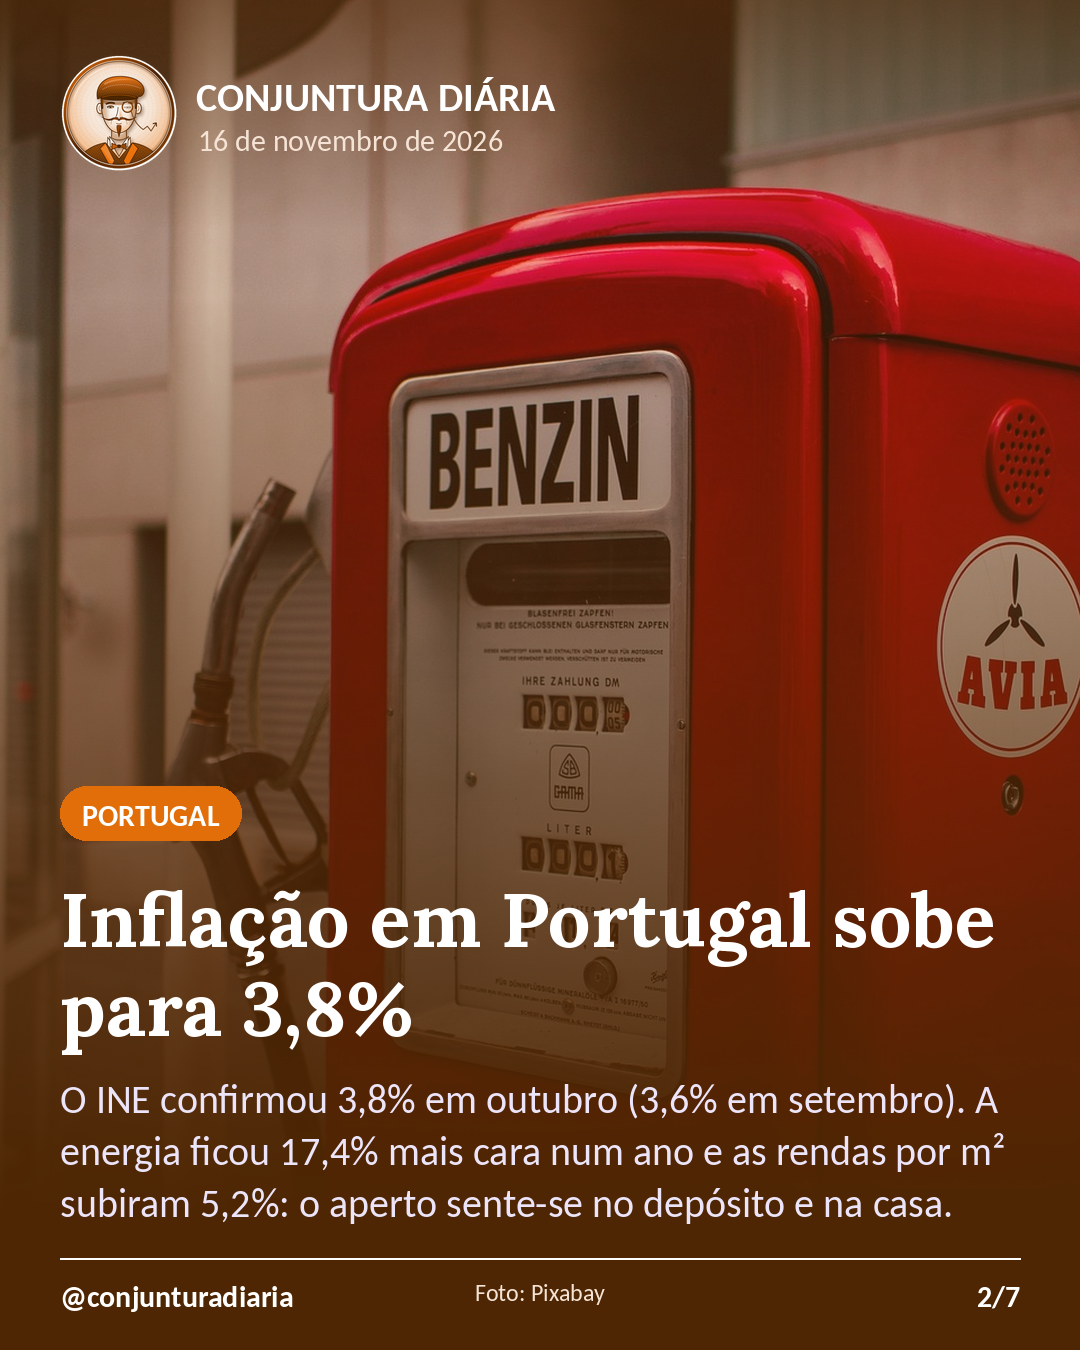 CONJUNTURA DIÁRIA
16 de novembro de 2026
BENZIN
BLASENFREI ZAPFEN!
NUR BEI GESCHLOSSENEN GLASFENSTERN ZAPFEN
IHRE ZAHLUNG DM
000
SB
GAMA
LITER
000
AVIA
PORTUGAL
Inflação em Portugal sobe
para 3,8%
O INE confirmou 3,8% em outubro (3,6% em setembro). A
energia ficou 17,4% mais cara num ano e as rendas por m²
subiram 5,2%: o aperto sente-se no depósito e na casa.
@conjunturadiaria
Foto: Pixabay
2/7